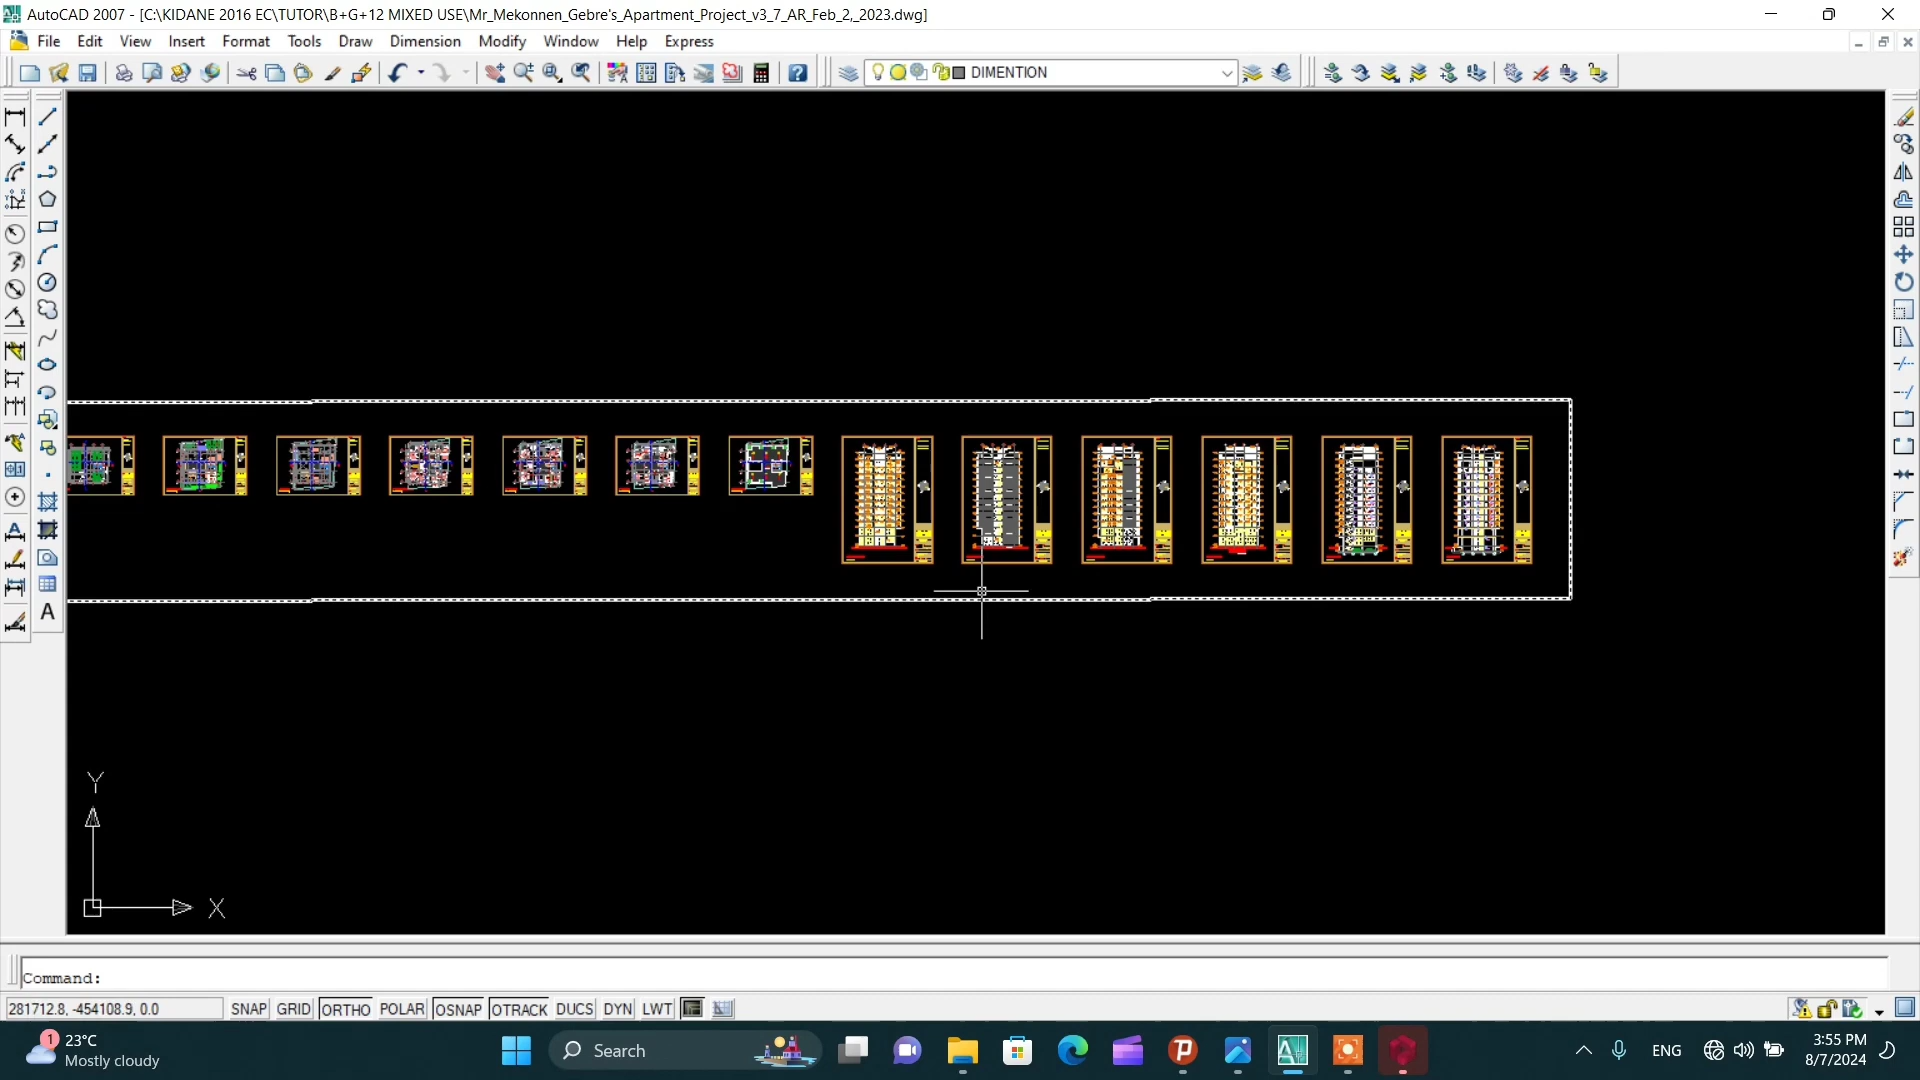 AutoCAD 2007 - [C:\KIDANE 2016 EC\TUTOR\B+G+12 MIXED USE\Mr_Mekonnen_Gebre's_Apartment_Project_v3_7_AR_Feb_2,_2023.dwg]
File Edit View Insert Format Tools Draw Dimension Modify Window Help Express
DIMENTION
A
Y
X
Command:
281712.8, -454108.9, 0.0 SNAP GRID ORTHO POLAR OSNAP OTRACK DUCS DYN LWT
1 23°C
Mostly cloudy
Search
ENG
3:55 PM
8/7/2024